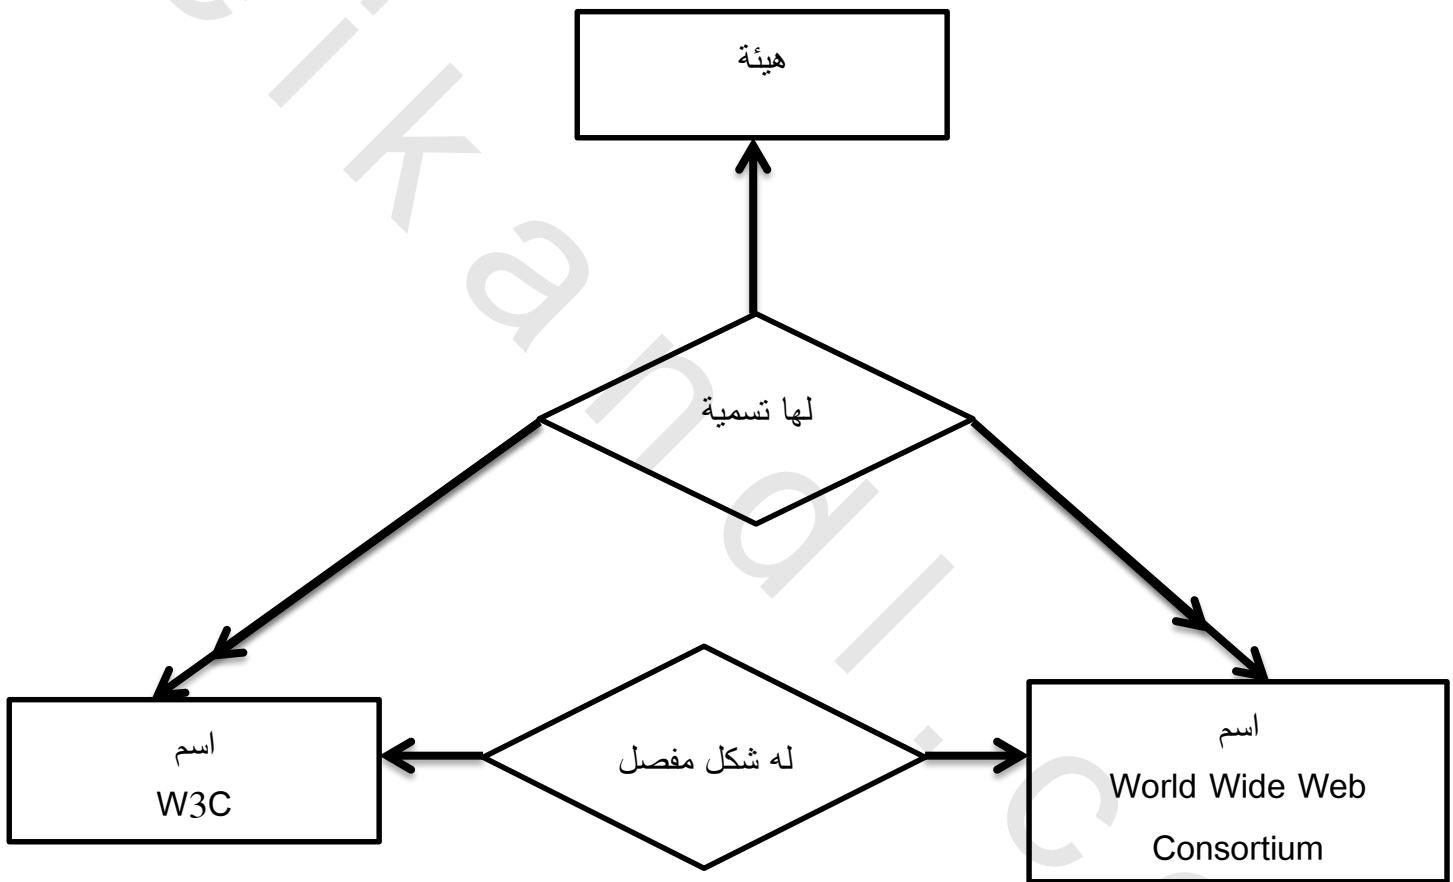 هيئة
لها تسمية
له شكل مفصل
اسم
W3C
اسم
World Wide Web
Consortium